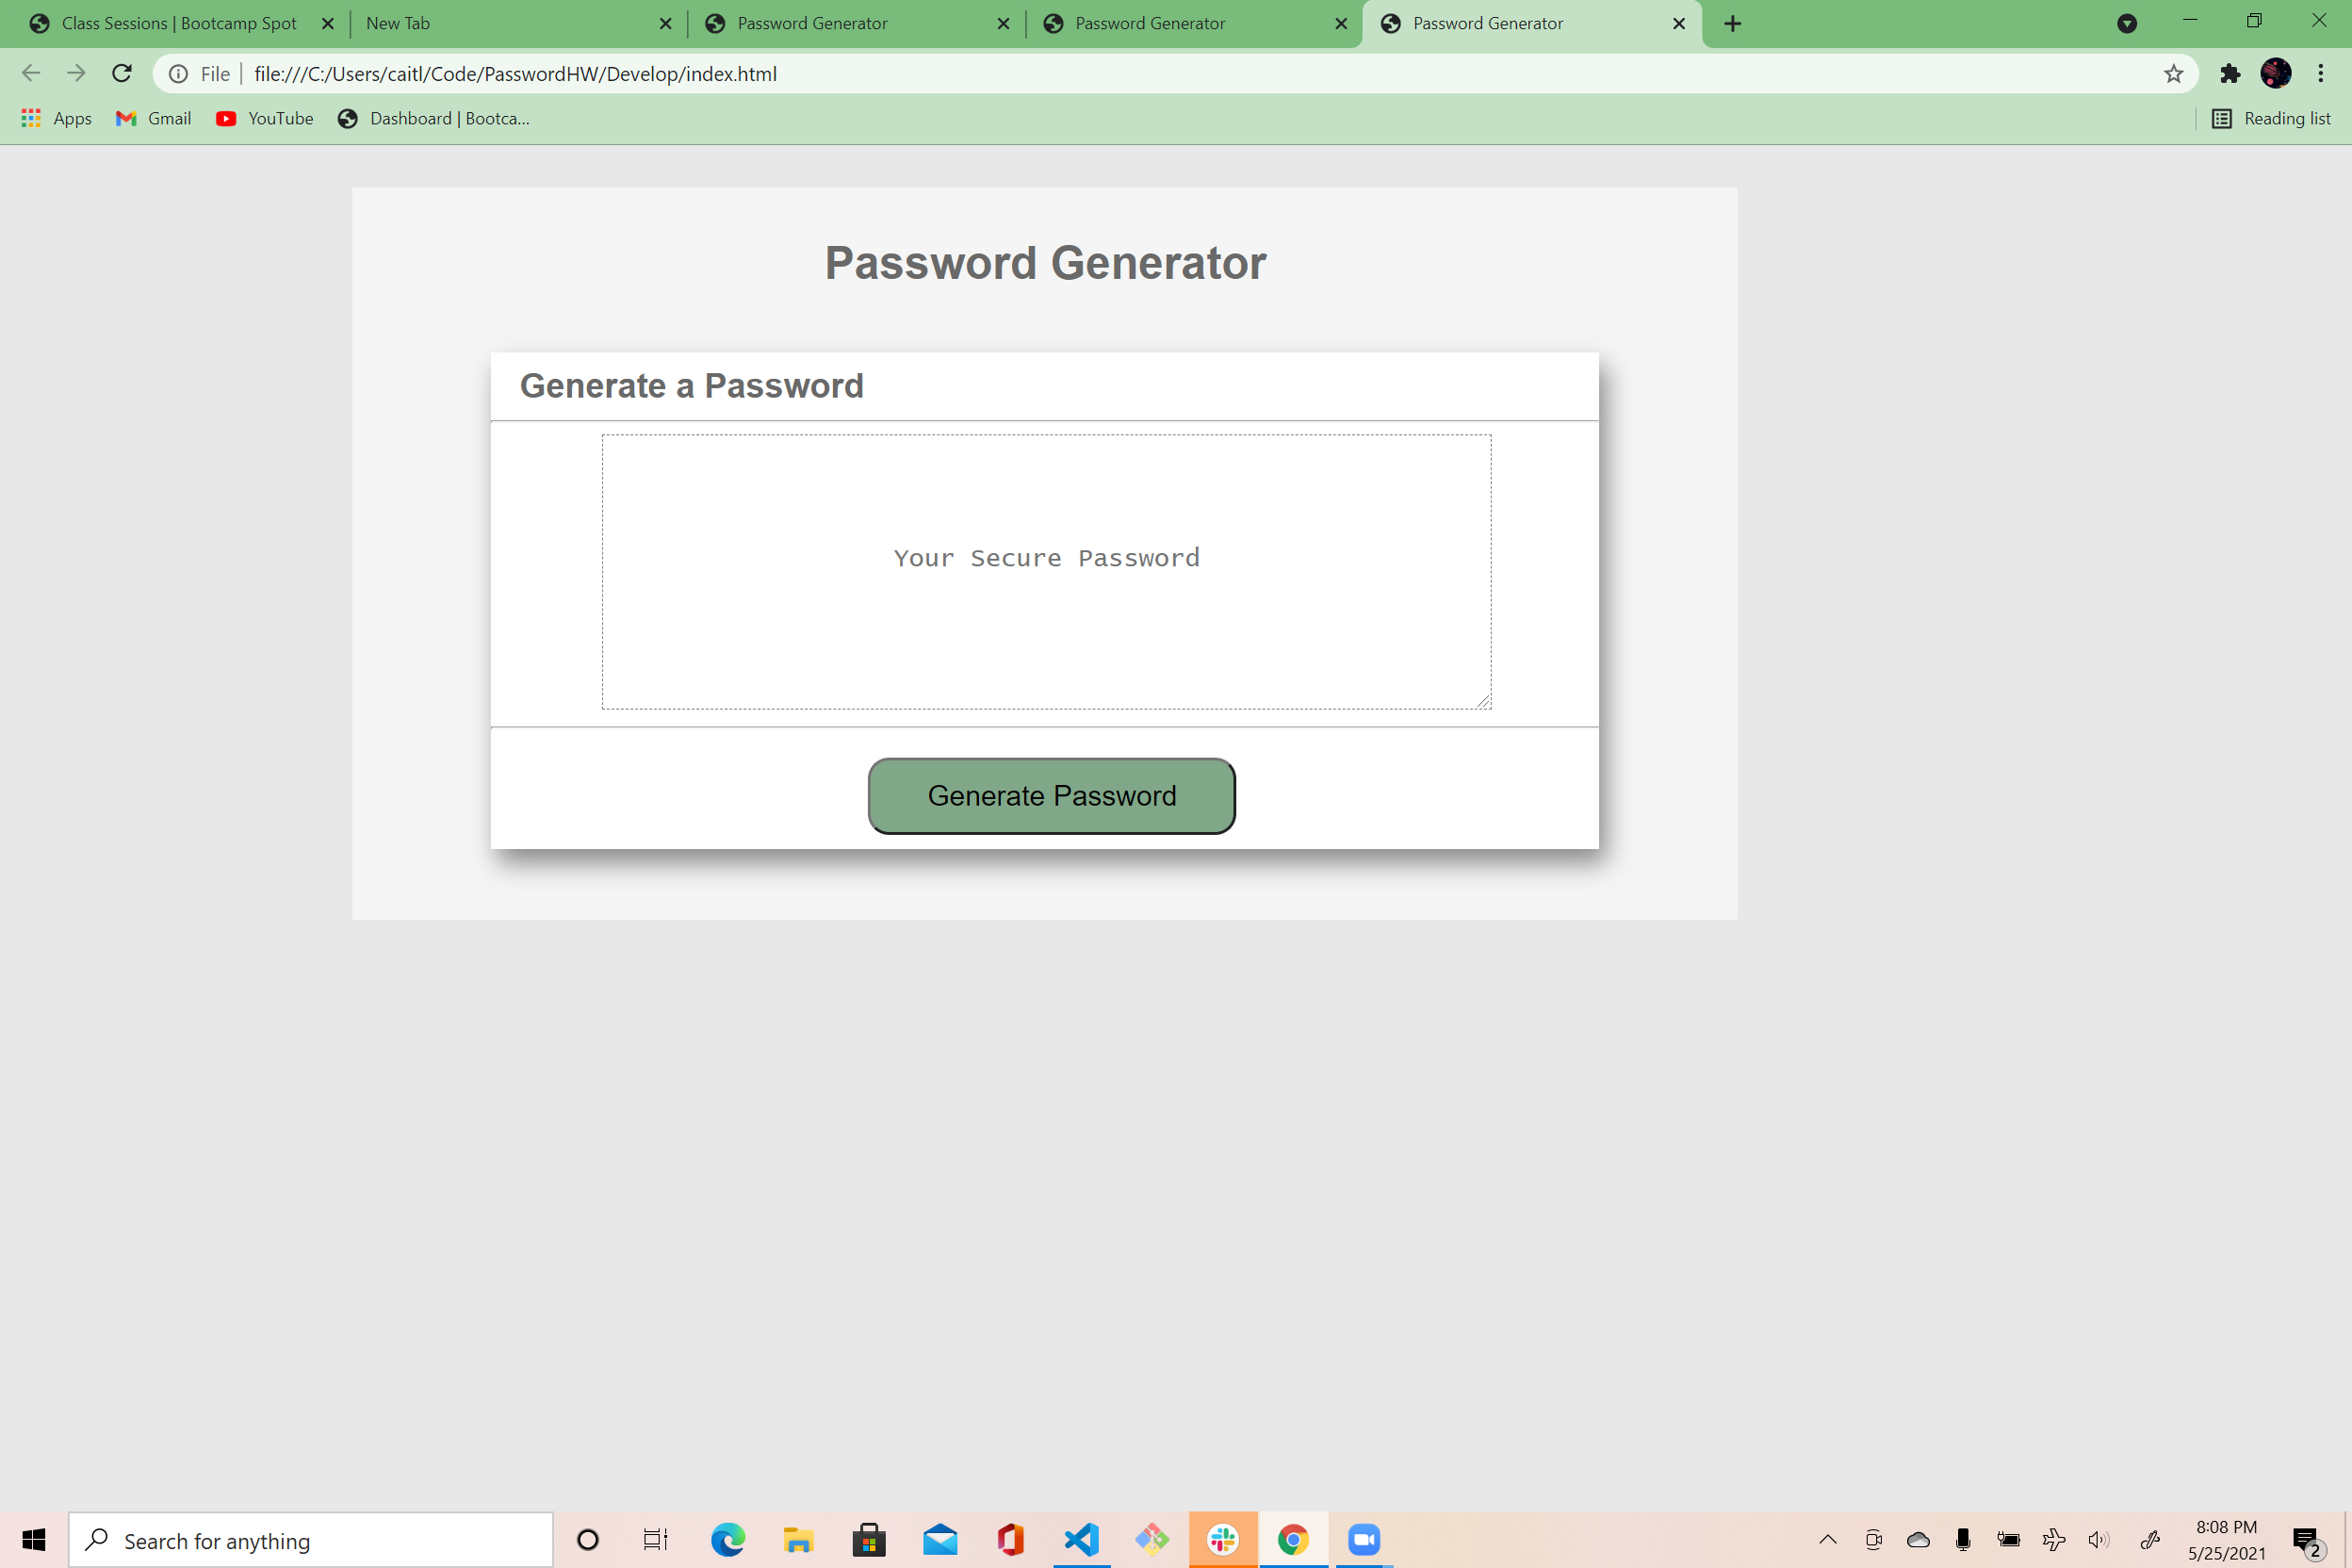 Class Sessions | Bootcamp Spot
New Tab
Password Generator
Password Generator
Password Generator
File
file:///C:/Users/caitl/Code/PasswordHW/Develop/index.html
Apps
Gmail
YouTube
Dashboard | Bootca...
Reading list
Password Generator
Generate a Password
Your Secure Password
Generate Password
Search for anything
8:08 PM
5/25/2021
2